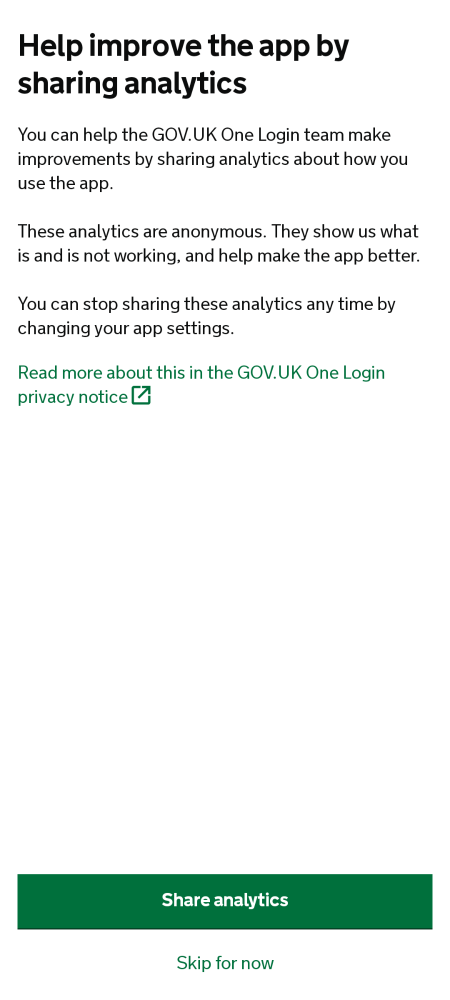 Help improve the app by
sharing analytics
You can help the GOV.UK One Login team make
improvements by sharing analytics about how you
use the app.
These analytics are anonymous. They show us what
is and is not working, and help make the app better.
You can stop sharing these analytics any time by
changing your app settings.
Read more about this in the GOV.UK One Login
privacy notice
Share analytics
Skip for now